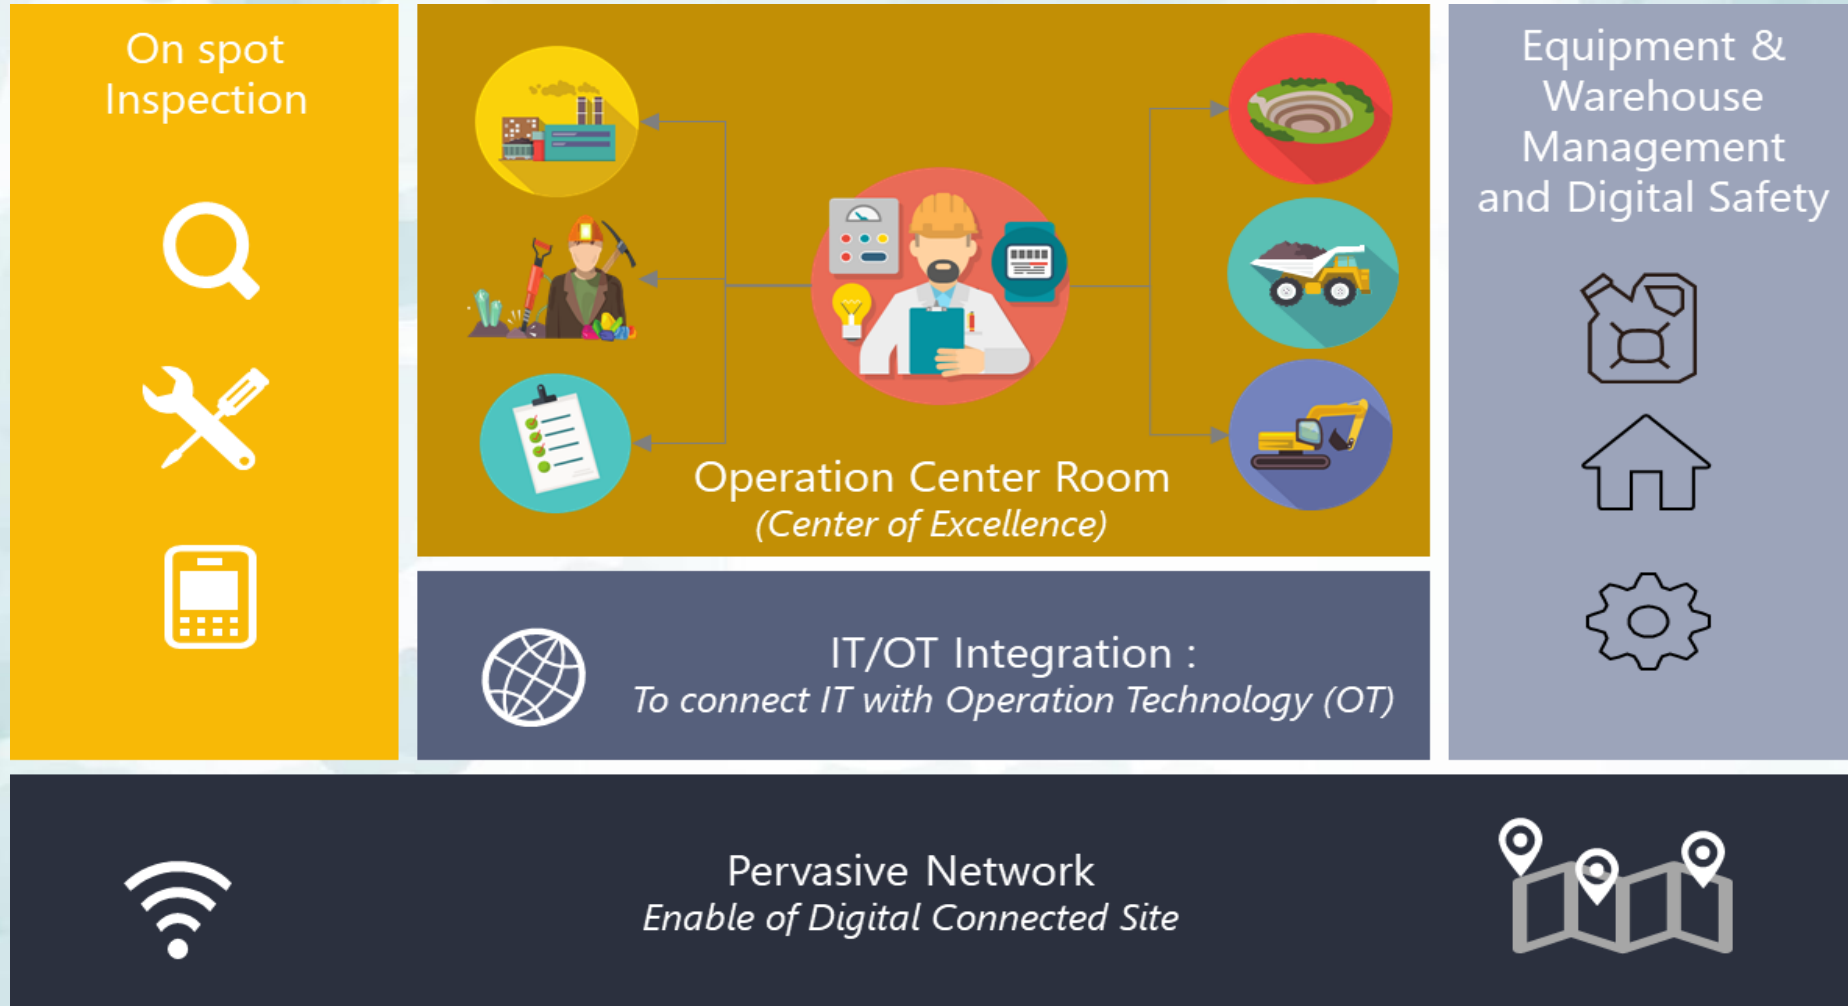 On spot
Inspection
Operation Center Room
(Center of Excellence)
IT/OT Integration :
To connect IT with Operation Technology (OT)
Equipment &
Warehouse
Management
and Digital Safety
Pervasive Network
Enable of Digital Connected Site